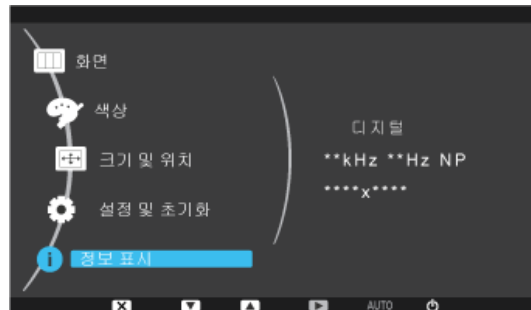 화면
색상
크기 및 위치
설정 및 초기화
정보 표시
디지털
**kHz **Hz NP
****x****
AUTO